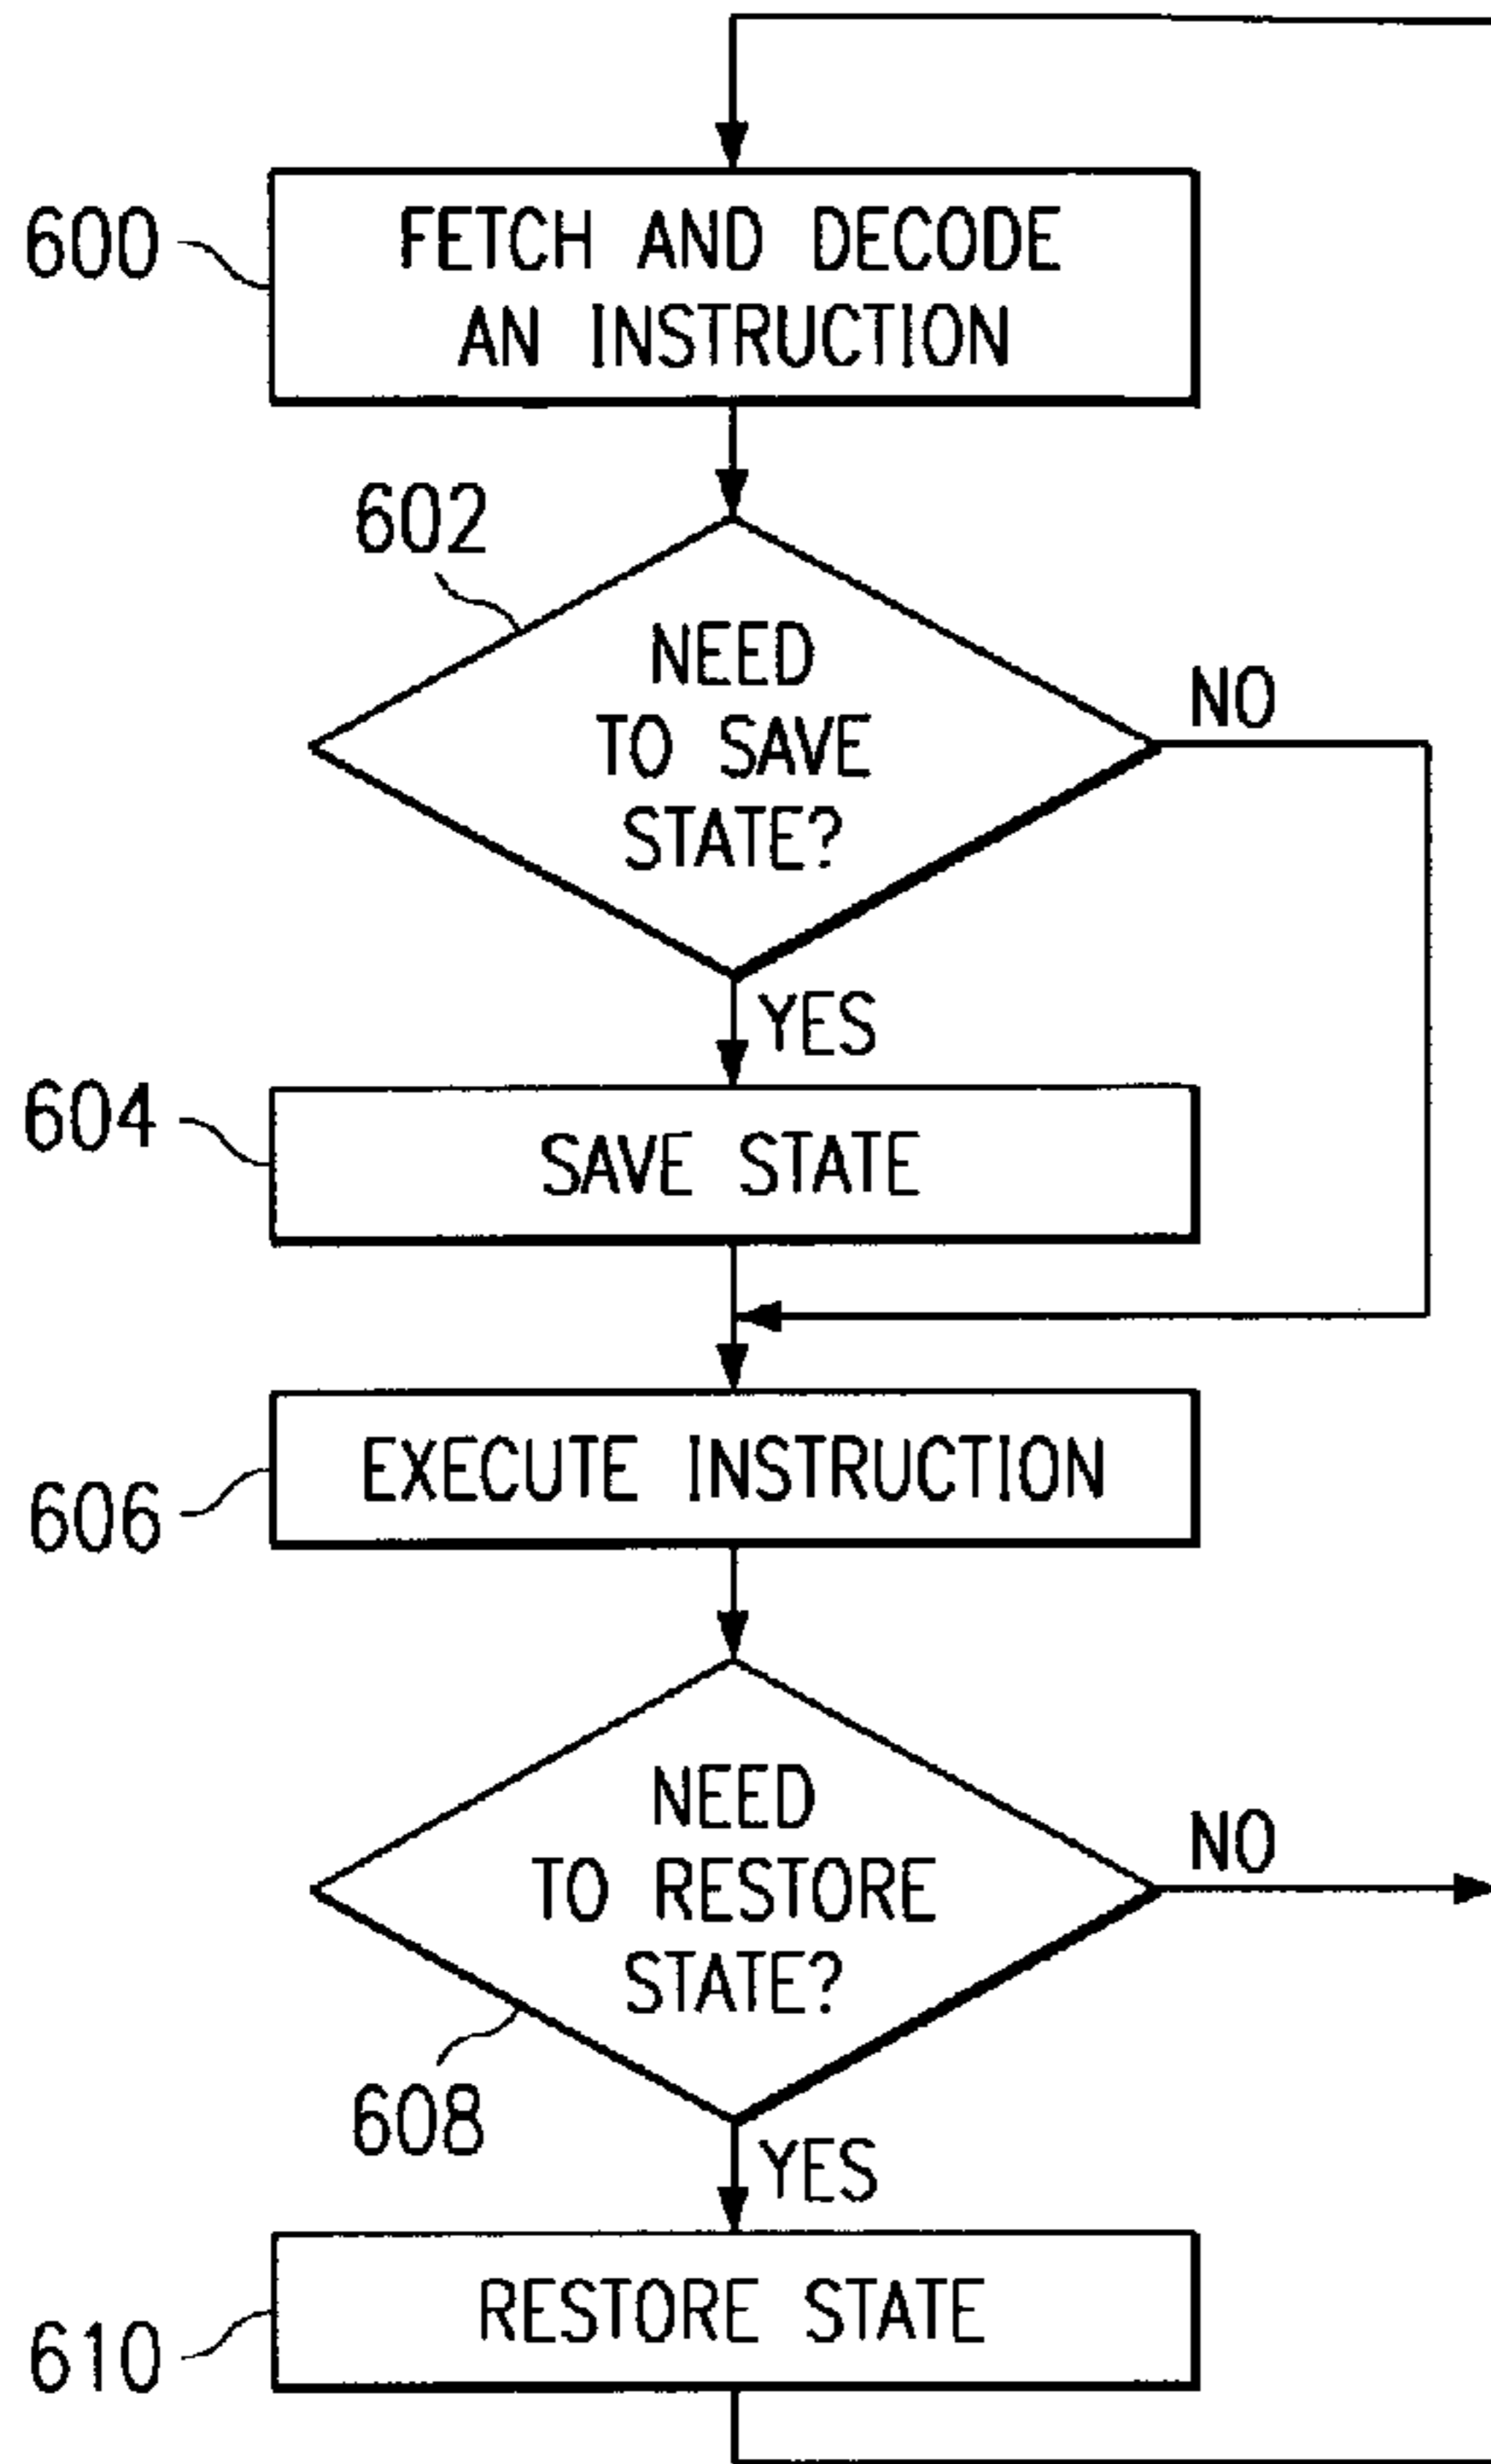 600
FETCH AND DECODE
AN INSTRUCTION
602
NEED
TO SAVE
STATE?
NO
YES
604
SAVE STATE
606
EXECUTE INSTRUCTION
NEED
TO RESTORE
STATE?
NO
608
YES
610
RESTORE STATE